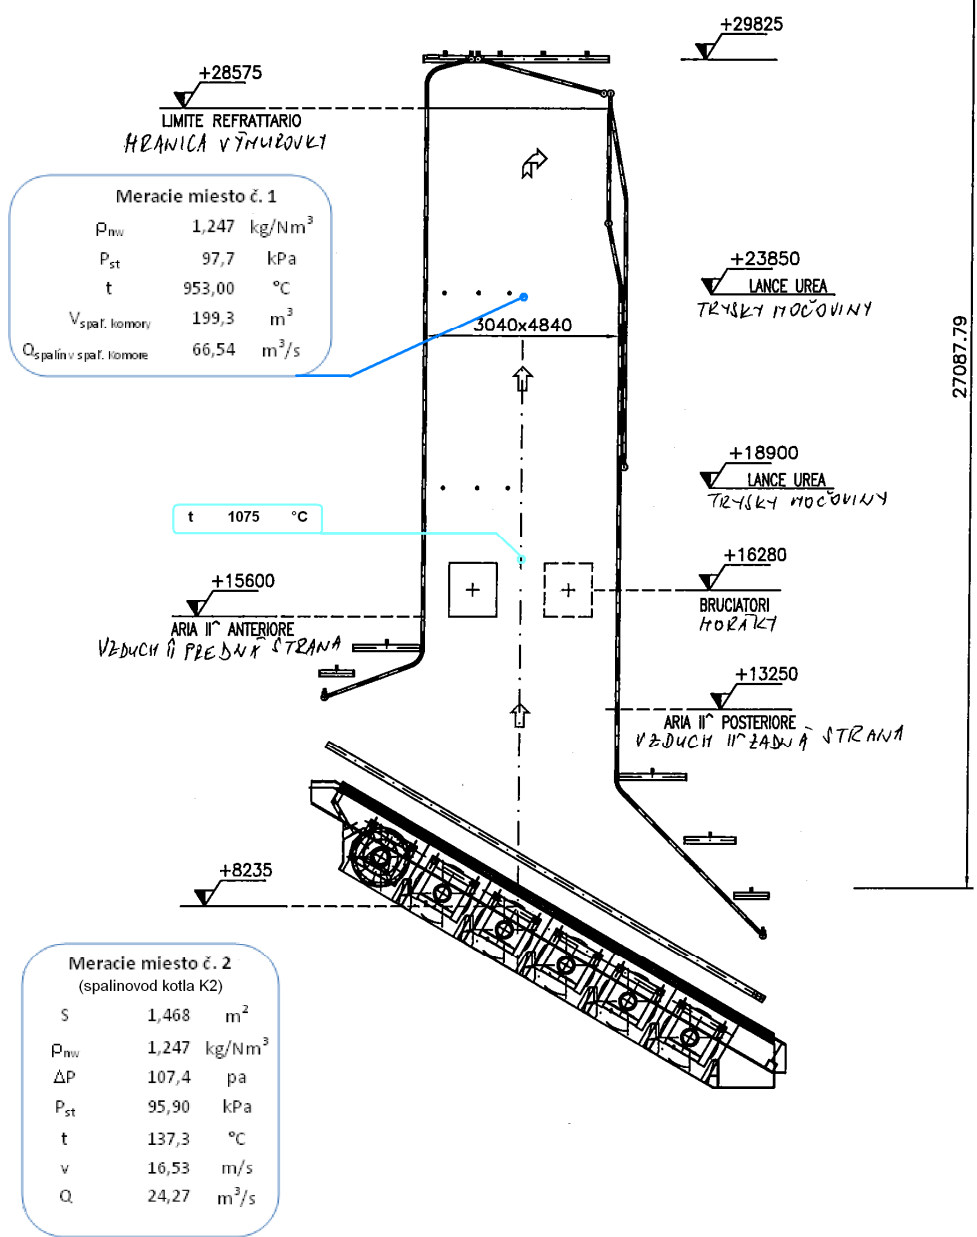 +29825
+28575
LIMITE REFRATTARIO
HRANICA VÝMUROVKY
Meracie miesto č. 1
ρnw 1,247 kg/Nm³
Pst 97,7 kPa
t 953,00 °C
Vspaľ. komory 199,3 m³
Qspalín v spaľ. komore 66,54 m³/s
+23850
LANCE UREA
TRYSKY MOČOVINY
3040x4840
27087.79
+18900
LANCE UREA
TRYSKY MOČOVINY
t 1075 °C
+16280
BRUCIATORI
HORÁKY
+15600
ARIA II^ ANTERIORE
VZDUCH II PREDNÁ STRANA
+13250
ARIA II^ POSTERIORE
VZDUCH II^ ZADNÁ STRANA
+8235
Meracie miesto č. 2
(spalinovod kotla K2)
S 1,468 m²
ρnw 1,247 kg/Nm³
ΔP 107,4 pa
Pst 95,90 kPa
t 137,3 °C
v 16,53 m/s
Q 24,27 m³/s